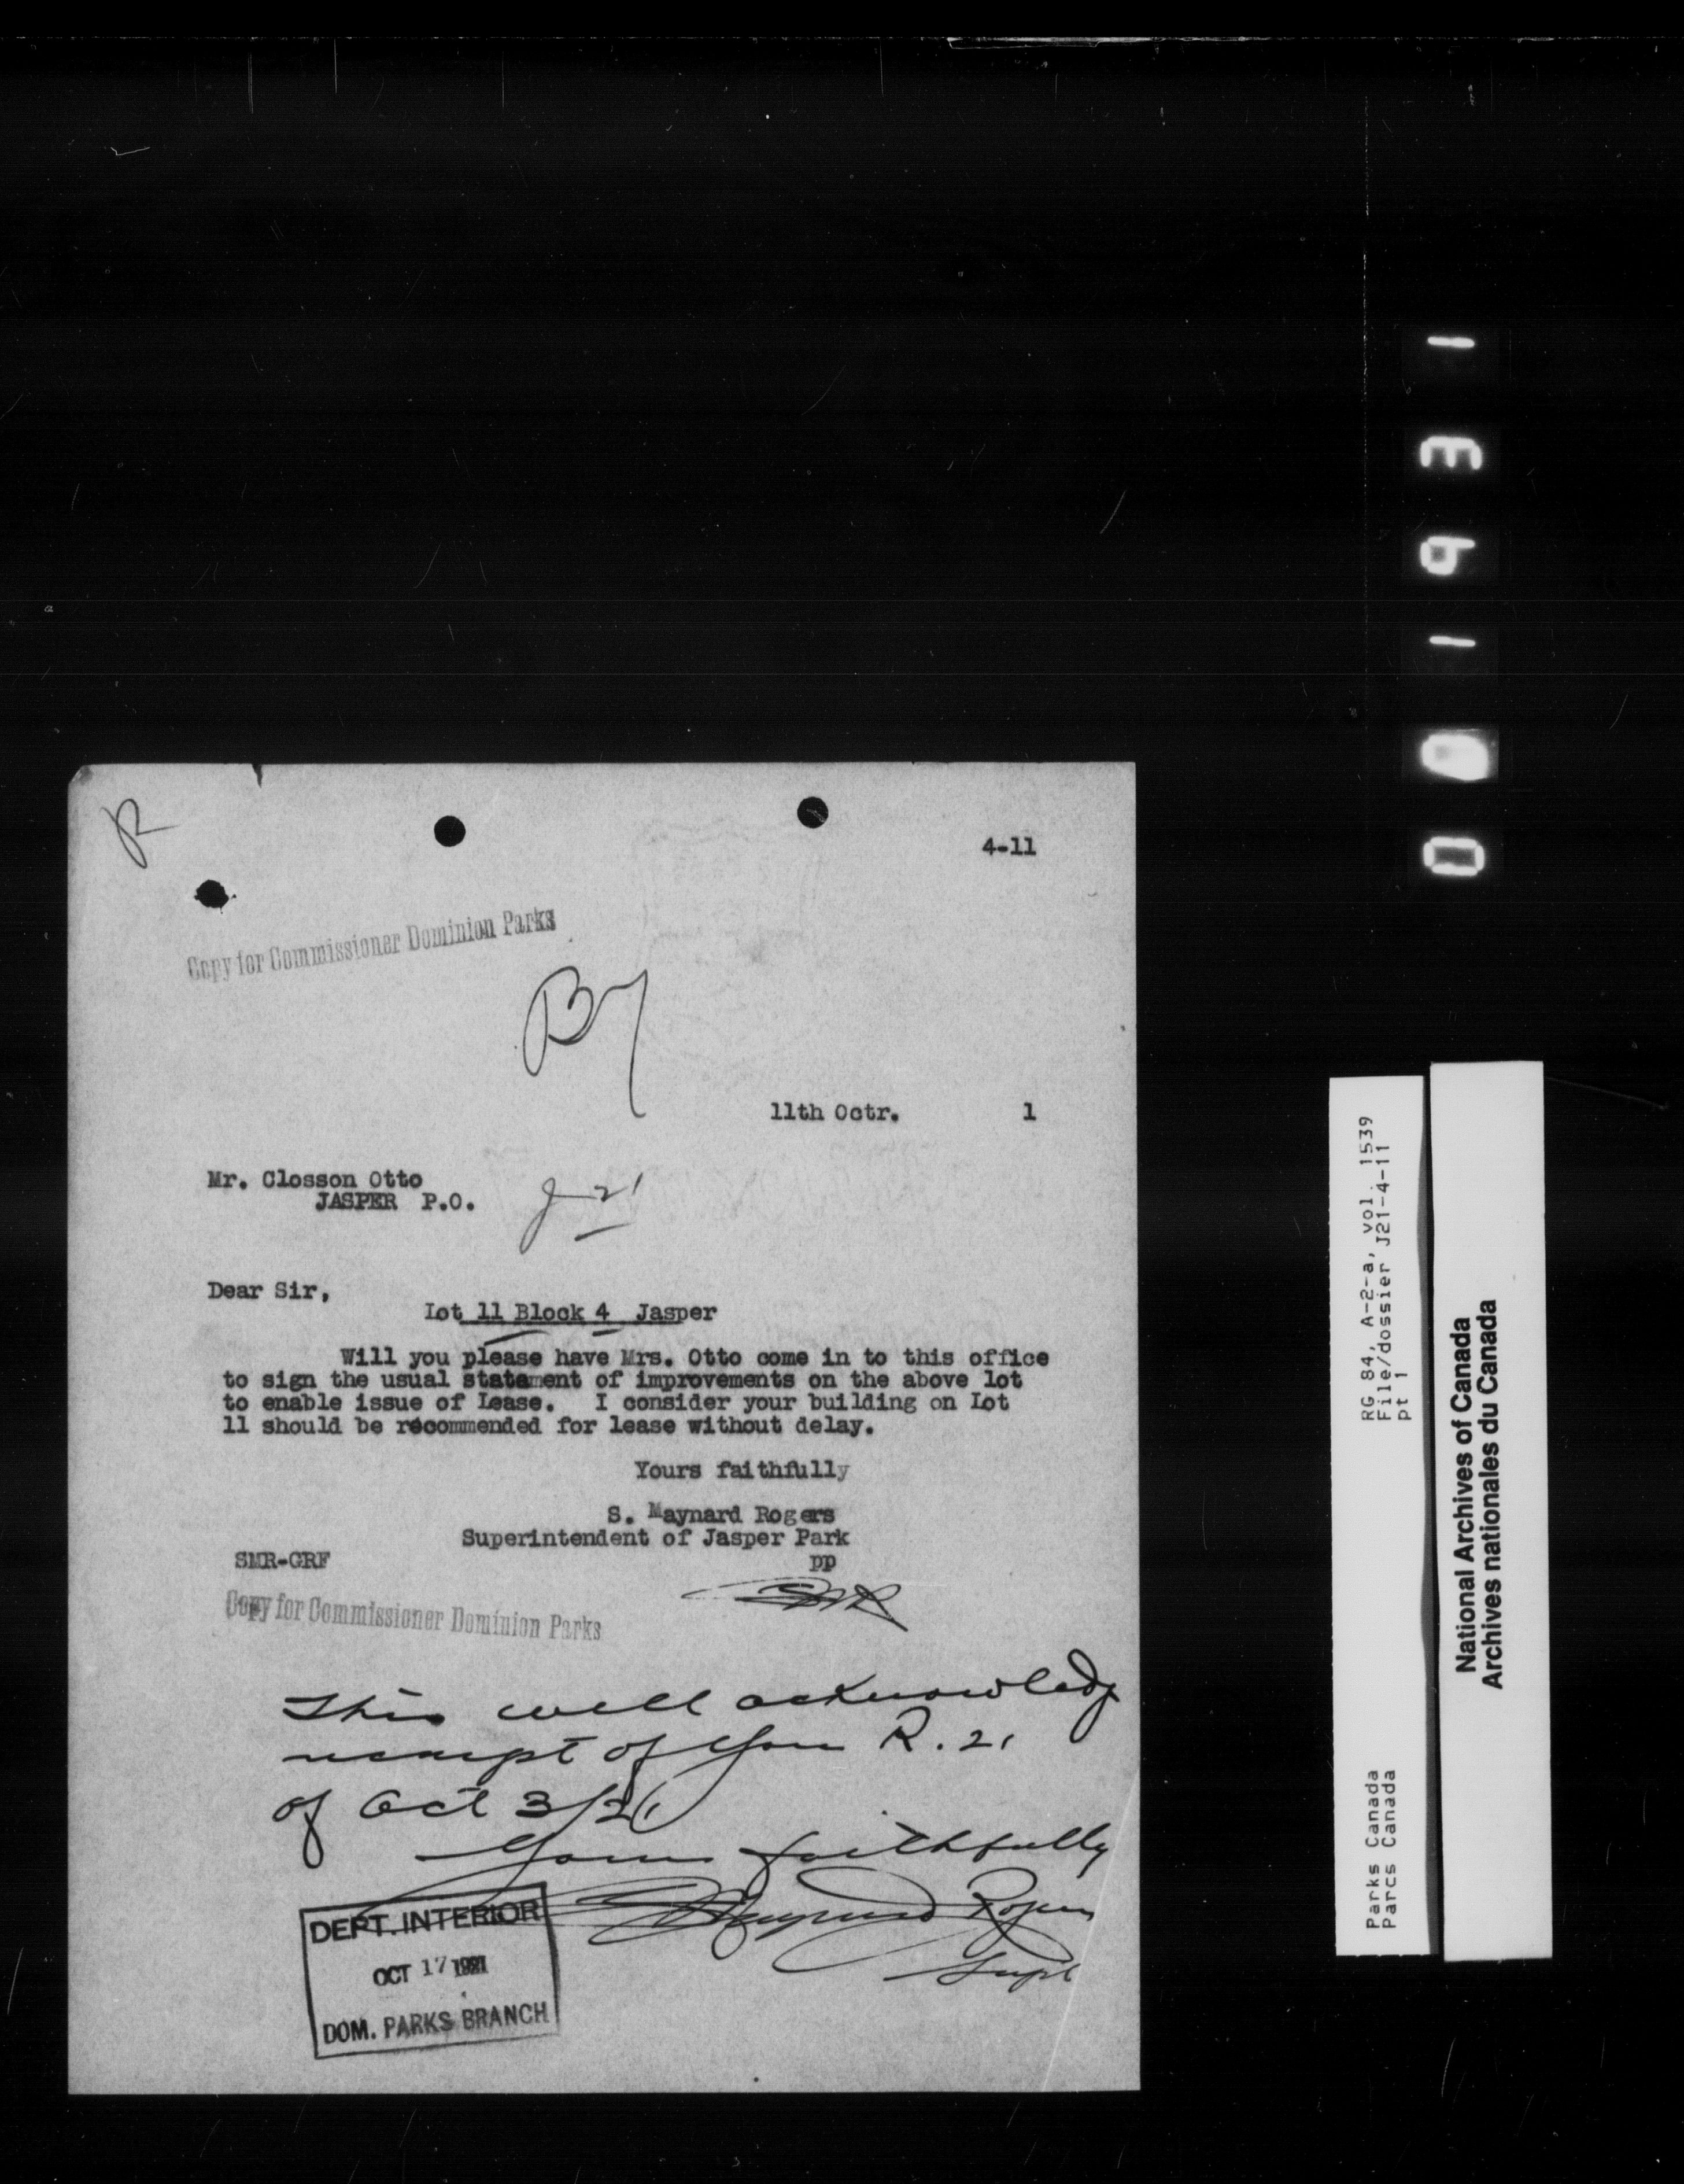 R
4-11
Copy for Commissioner Dominion Parks
11th Octr. 1
Mr. Closson Otto
JASPER P.O.
J-21
Dear Sir,
Lot 11 Block 4 Jasper
Will you please have Mrs. Otto come in to this office
to sign the usual statement of improvements on the above lot
to enable issue of Lease. I consider your building on Lot
11 should be recommended for lease without delay.
Yours faithfully
S. Maynard Rogers
Superintendent of Jasper Park
SMR-GRF pp
SMR
Copy for Commissioner Dominion Parks
This will acknowledg
receipt of your R. 21
of Oct 3/21
Yours faithfully
S Maynard Rogers
Supt
DEPT. INTERIOR
OCT 17 1921
DOM. PARKS BRANCH
001931
RG 84, A-2-a, vol. 1539
File/dossier J21-4-11
pt 1
Parks Canada
Parcs Canada
National Archives of Canada
Archives nationales du Canada